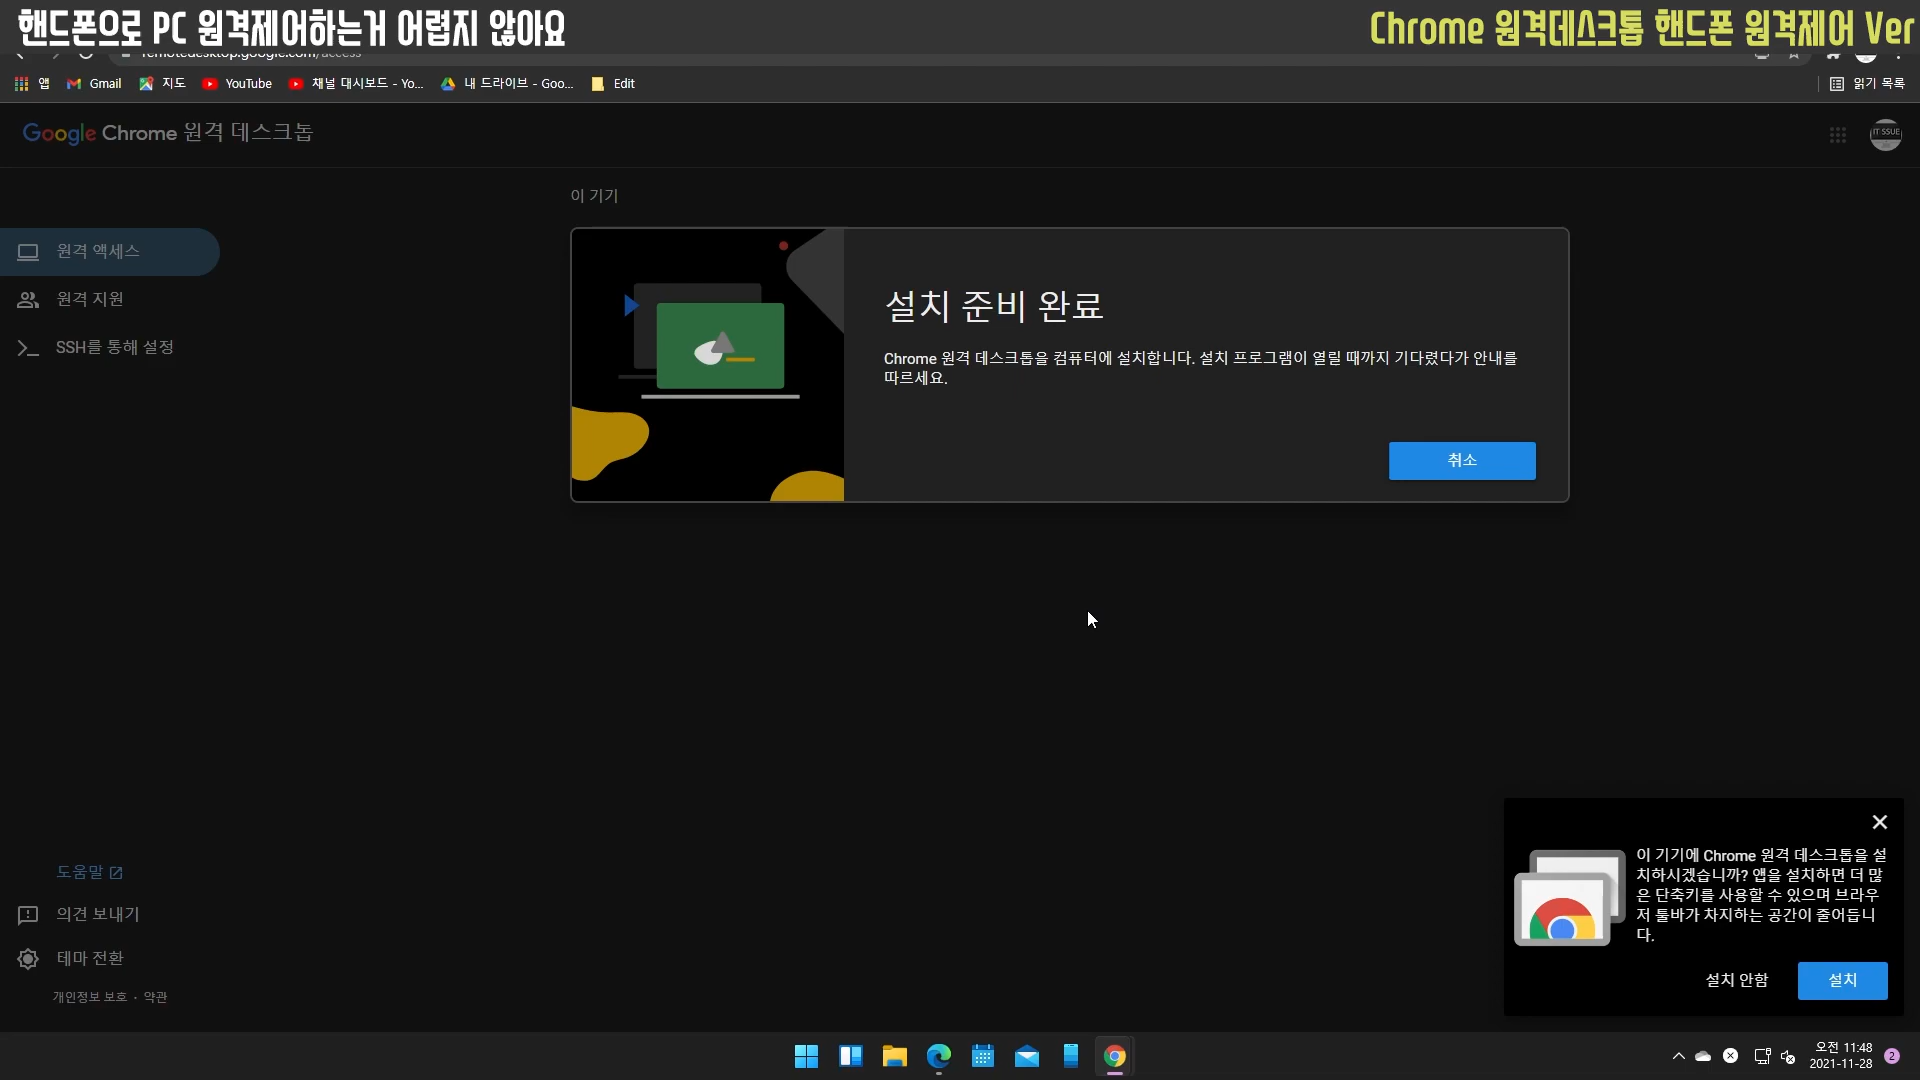 핸드폰으로 PC 원격제어하는거 어렵지 않아요
Chrome 원격데스크톱 핸드폰 원격제어 Ver
remotedesktop.google.com/access
앱
Gmail
지도
YouTube
채널 대시보드 - Yo...
내 드라이브 - Goo...
Edit
읽기 목록
Google Chrome 원격 데스크톱
IT SSUE
이 기기
원격 액세스
원격 지원
SSH를 통해 설정
설치 준비 완료
Chrome 원격 데스크톱을 컴퓨터에 설치합니다. 설치 프로그램이 열릴 때까지 기다렸다가 안내를
따르세요.
취소
이 기기에 Chrome 원격 데스크톱을 설
치하시겠습니까? 앱을 설치하면 더 많
은 단축키를 사용할 수 있으며 브라우
저 툴바가 차지하는 공간이 줄어듭니
다.
설치 안함
설치
도움말
의견 보내기
테마 전환
개인정보 보호 · 약관
오전 11:48
2021-11-28
2